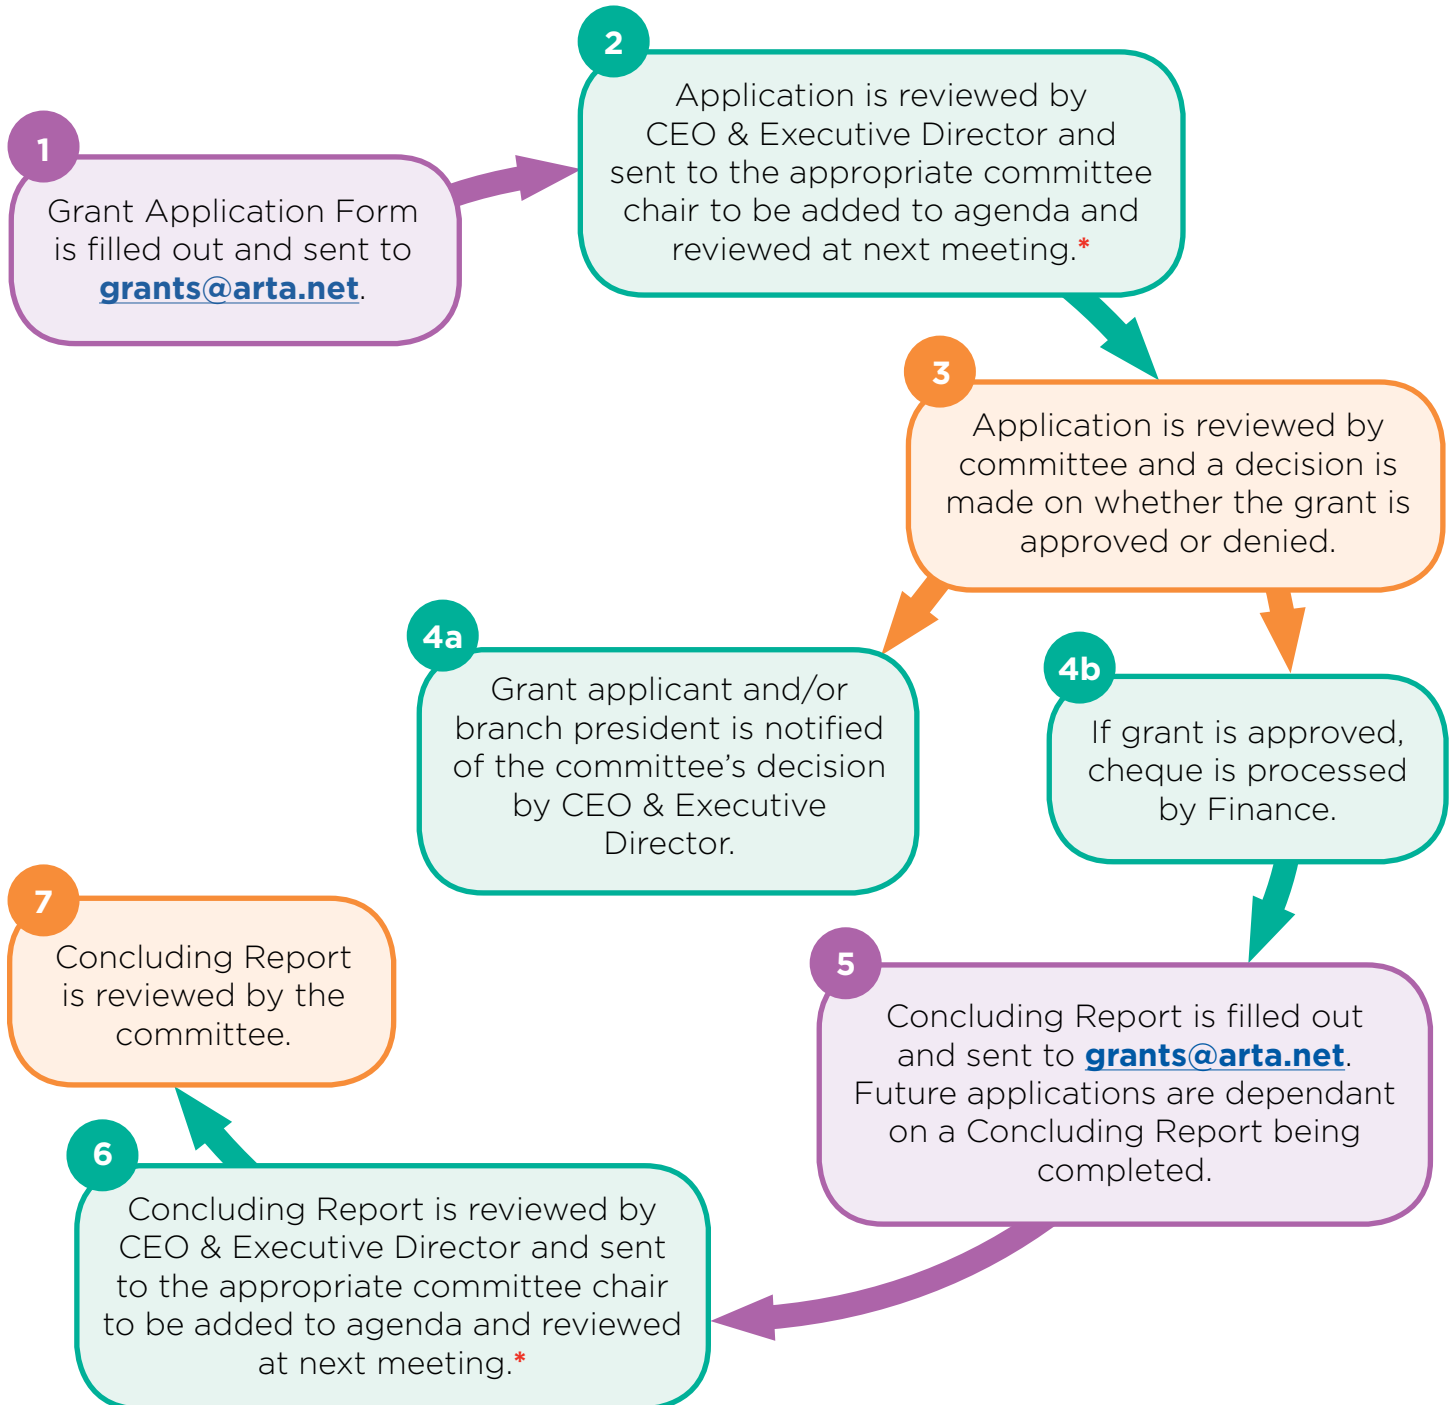 1
Grant Application Form
is filled out and sent to
grants@arta.net.
2
Application is reviewed by
CEO & Executive Director and
sent to the appropriate committee
chair to be added to agenda and
reviewed at next meeting.*
3
Application is reviewed by
committee and a decision is
made on whether the grant is
approved or denied.
4a
Grant applicant and/or
branch president is notified
of the committee’s decision
by CEO & Executive
Director.
4b
If grant is approved,
cheque is processed
by Finance.
5
Concluding Report is filled out
and sent to grants@arta.net.
Future applications are dependant
on a Concluding Report being
completed.
6
Concluding Report is reviewed by
CEO & Executive Director and sent
to the appropriate committee chair
to be added to agenda and reviewed
at next meeting.*
7
Concluding Report
is reviewed by the
committee.